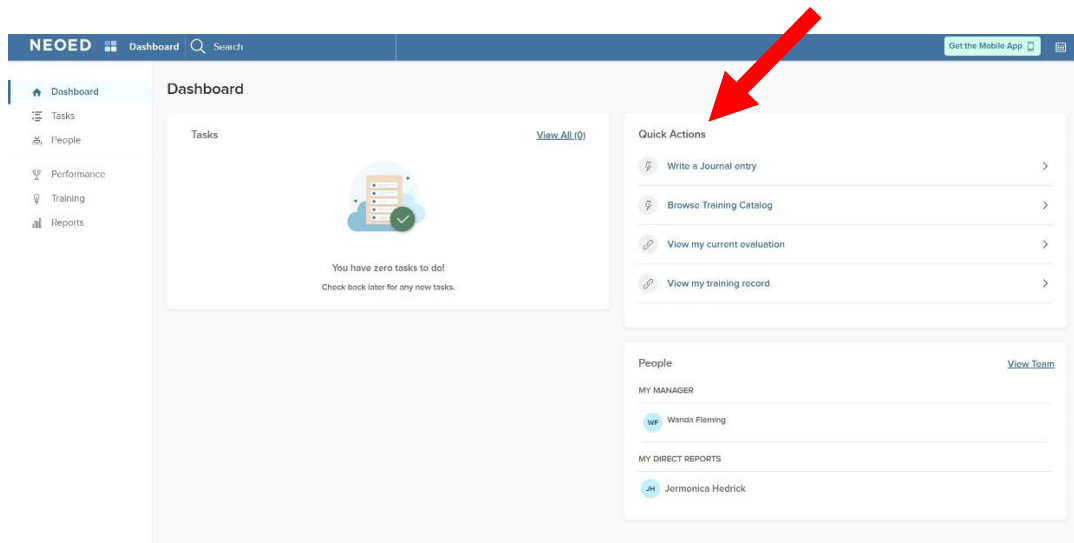 NEOED Dashboard Search Get the Mobile App
Dashboard
Tasks
People
Performance
Training
Reports
Dashboard
Tasks View All (0)
You have zero tasks to do!
Check back later for any new tasks.
Quick Actions
Write a Journal entry
Browse Training Catalog
View my current evaluation
View my training record
People View Team
MY MANAGER
WF Wanda Fleming
MY DIRECT REPORTS
JH Jermonica Hedrick